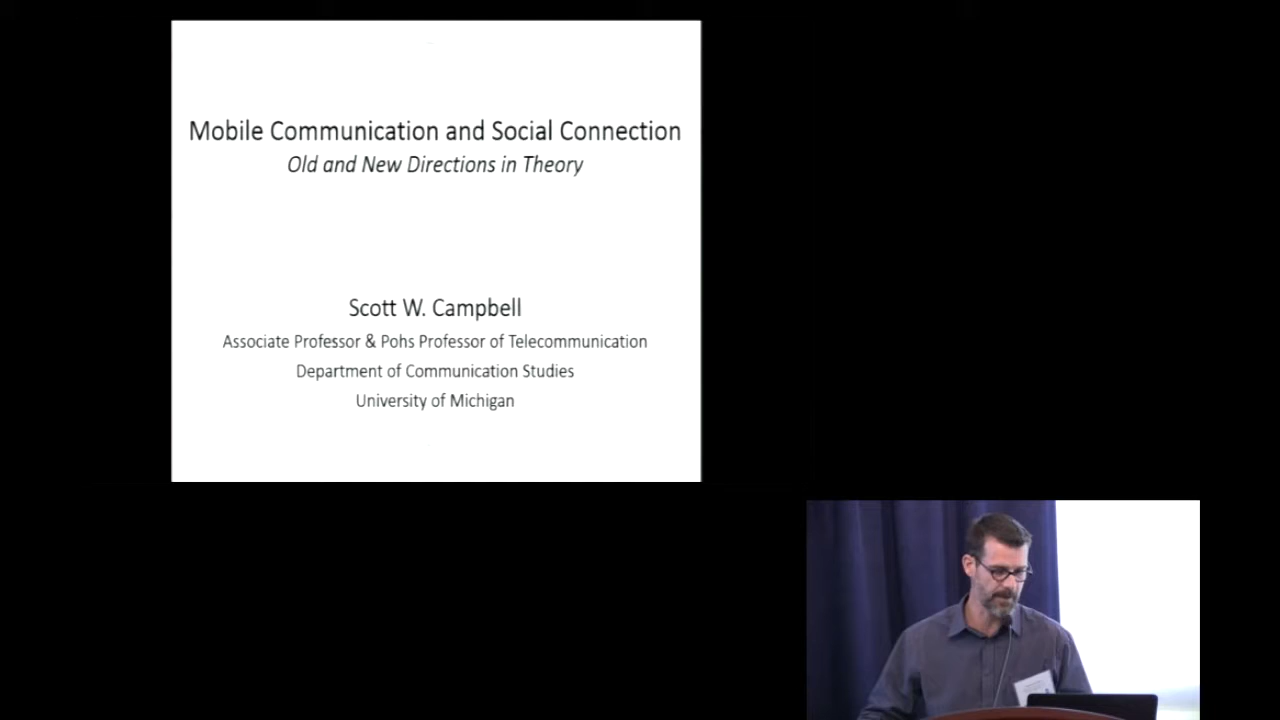 Mobile Communication and Social Connection
Old and New Directions in Theory
Scott W. Campbell
Associate Professor & Pohs Professor of Telecommunication
Department of Communication Studies
University of Michigan